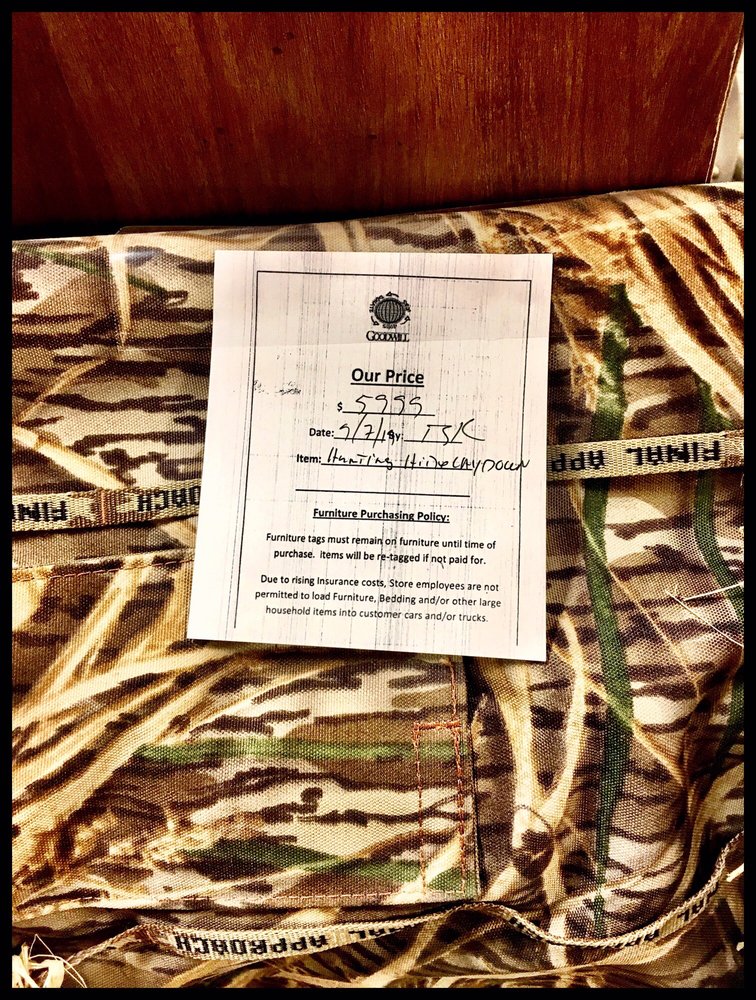 GOODWILL
Our Price
$ 5999
Date: 9/7/19 By:
Item: Hunting Hide LAYDOWN
Furniture Purchasing Policy:
Furniture tags must remain on furniture until time of
purchase. Items will be re-tagged if not paid for.
Due to rising insurance costs, Store employees are not
permitted to load Furniture, Bedding and/or other large
household items into customer cars and/or trucks.
FINAL APPROACH
FINAL APP
FINAL APPROACH